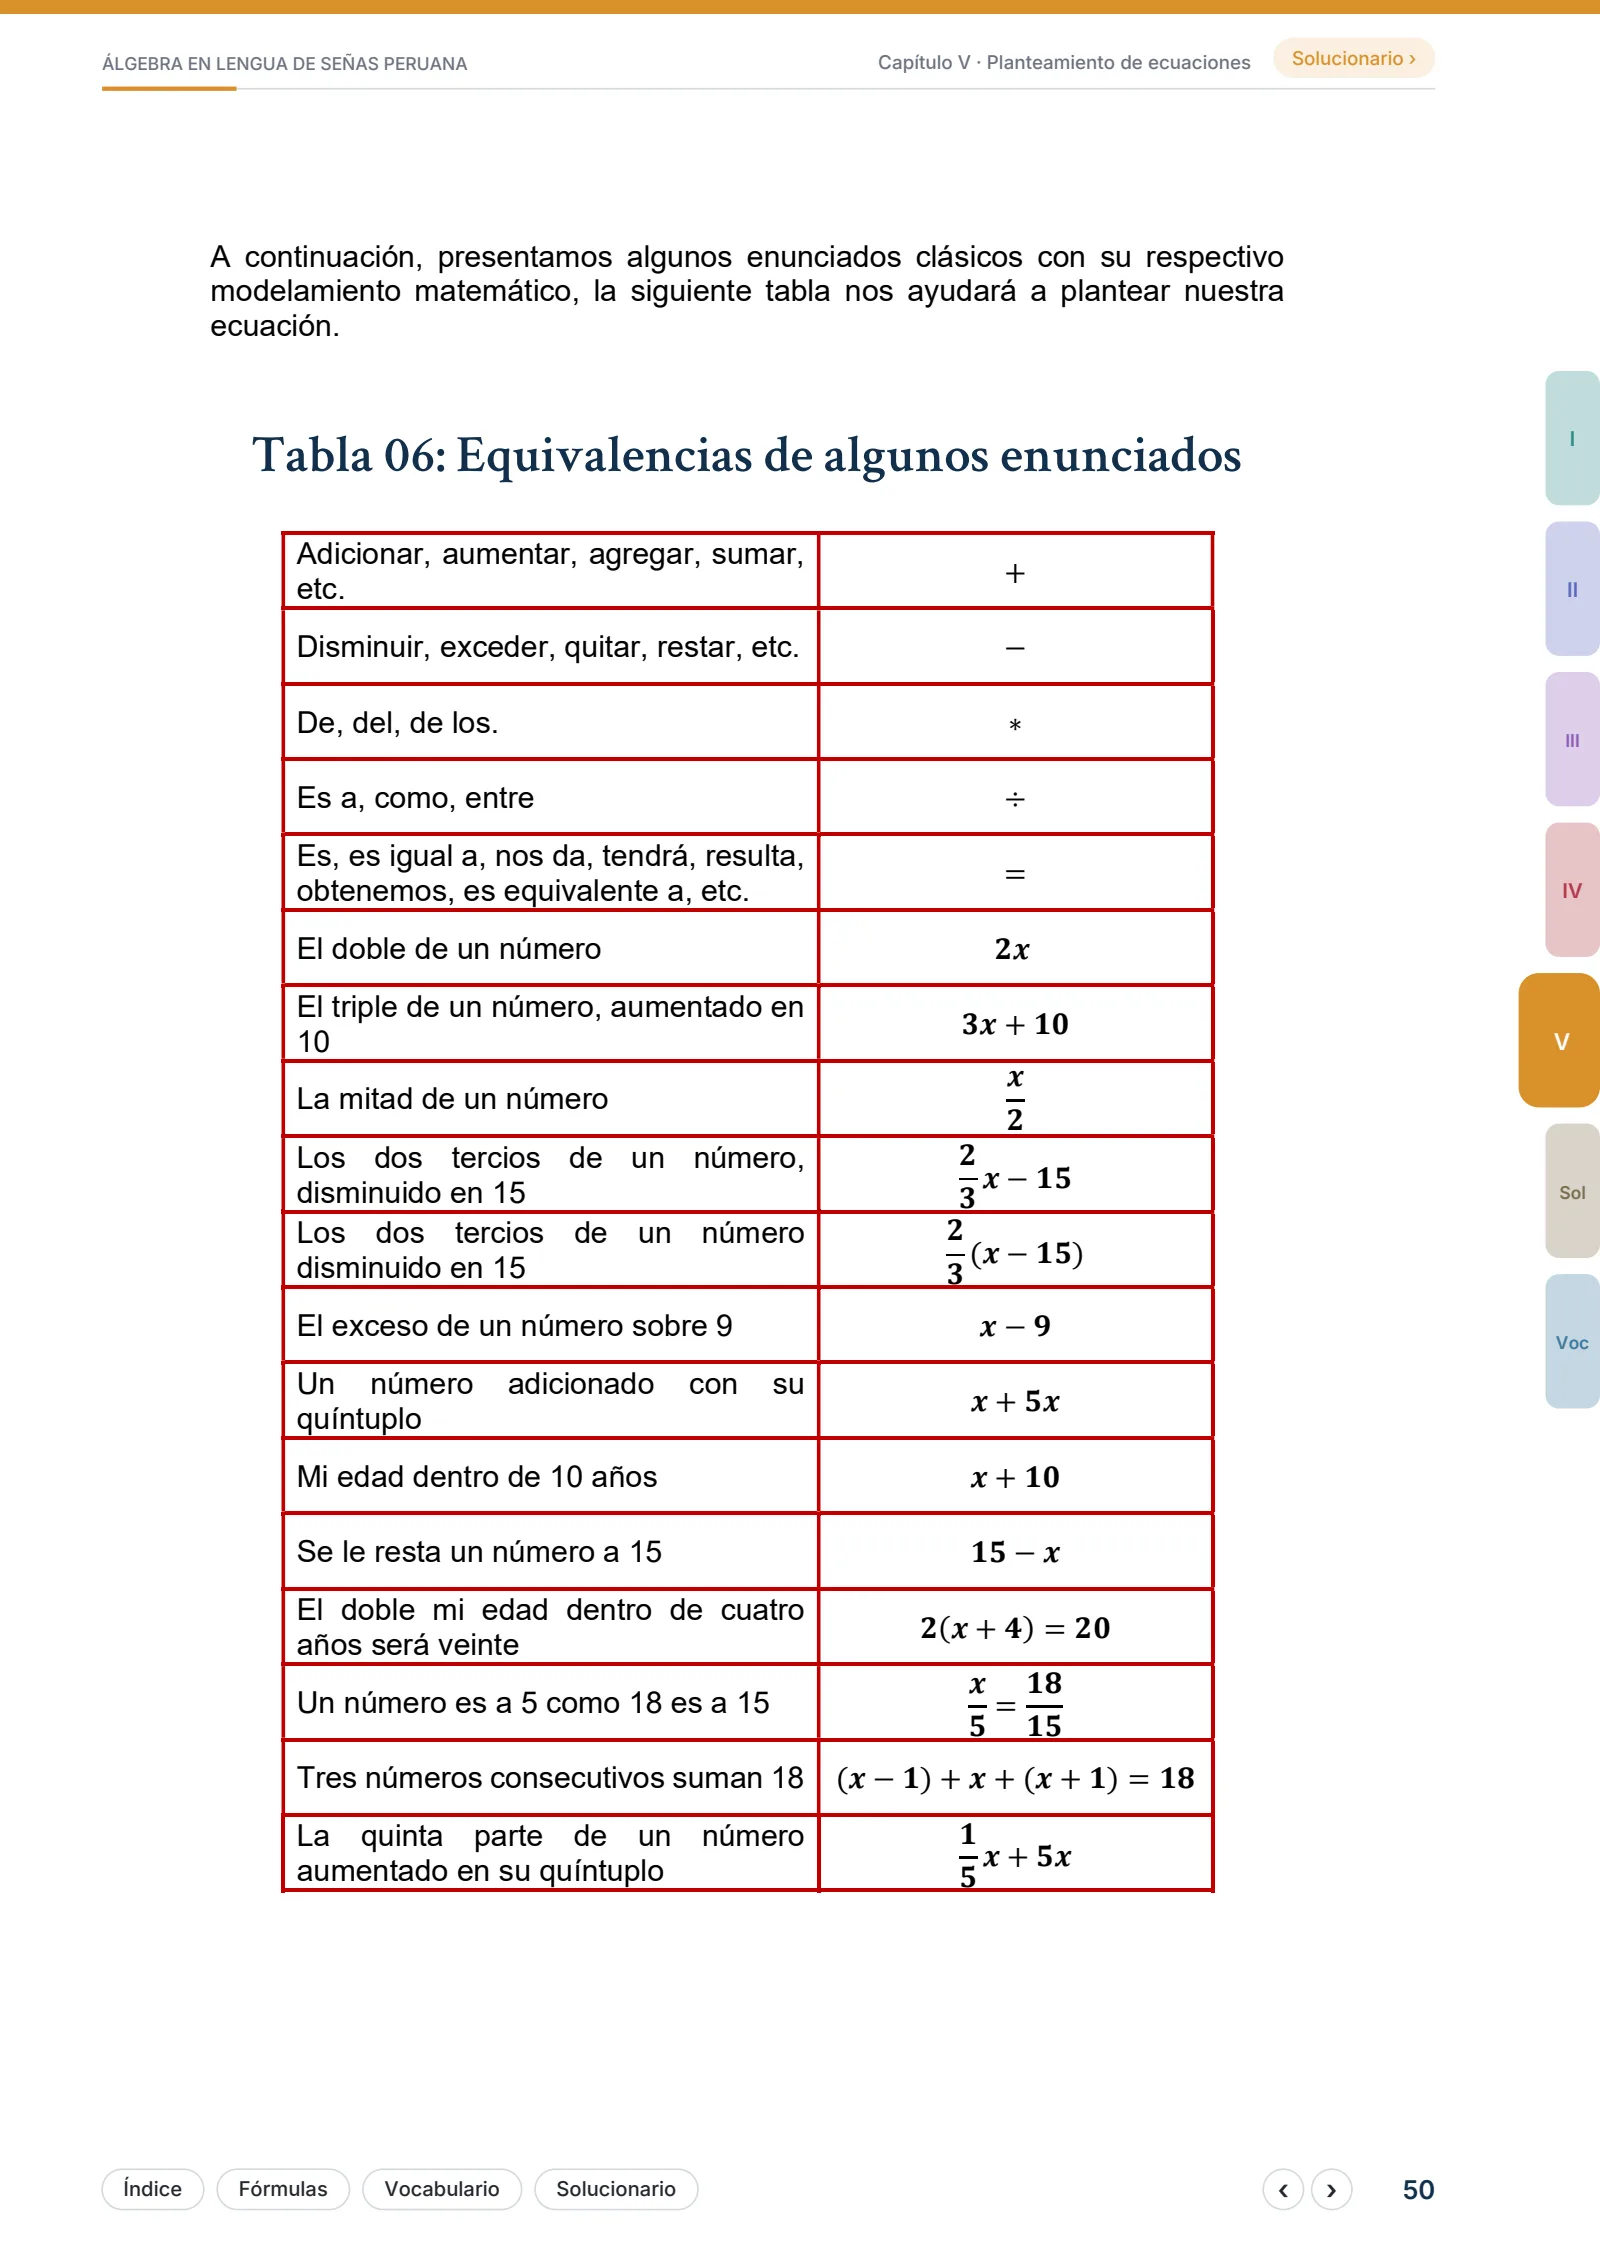 ÁLGEBRA EN LENGUA DE SEÑAS PERUANA
Capítulo V · Planteamiento de ecuaciones
Solucionario ›
A continuación, presentamos algunos enunciados clásicos con su respectivo
modelamiento matemático, la siguiente tabla nos ayudará a plantear nuestra
ecuación.
Tabla 06: Equivalencias de algunos enunciados
Adicionar, aumentar, agregar, sumar,
etc.
+
Disminuir, exceder, quitar, restar, etc.
−
De, del, de los.
∗
Es a, como, entre
÷
Es, es igual a, nos da, tendrá, resulta,
obtenemos, es equivalente a, etc.
=
El doble de un número
2x
El triple de un número, aumentado en
10
3x + 10
La mitad de un número
x/2
Los dos tercios de un número,
disminuido en 15
2/3 x − 15
Los dos tercios de un número
disminuido en 15
2/3 (x − 15)
El exceso de un número sobre 9
x − 9
Un número adicionado con su
quíntuplo
x + 5x
Mi edad dentro de 10 años
x + 10
Se le resta un número a 15
15 − x
El doble mi edad dentro de cuatro
años será veinte
2(x + 4) = 20
Un número es a 5 como 18 es a 15
x/5 = 18/15
Tres números consecutivos suman 18
(x − 1) + x + (x + 1) = 18
La quinta parte de un número
aumentado en su quíntuplo
1/5 x + 5x
I
II
III
IV
V
Sol
Voc
Índice
Fórmulas
Vocabulario
Solucionario
‹
›
50